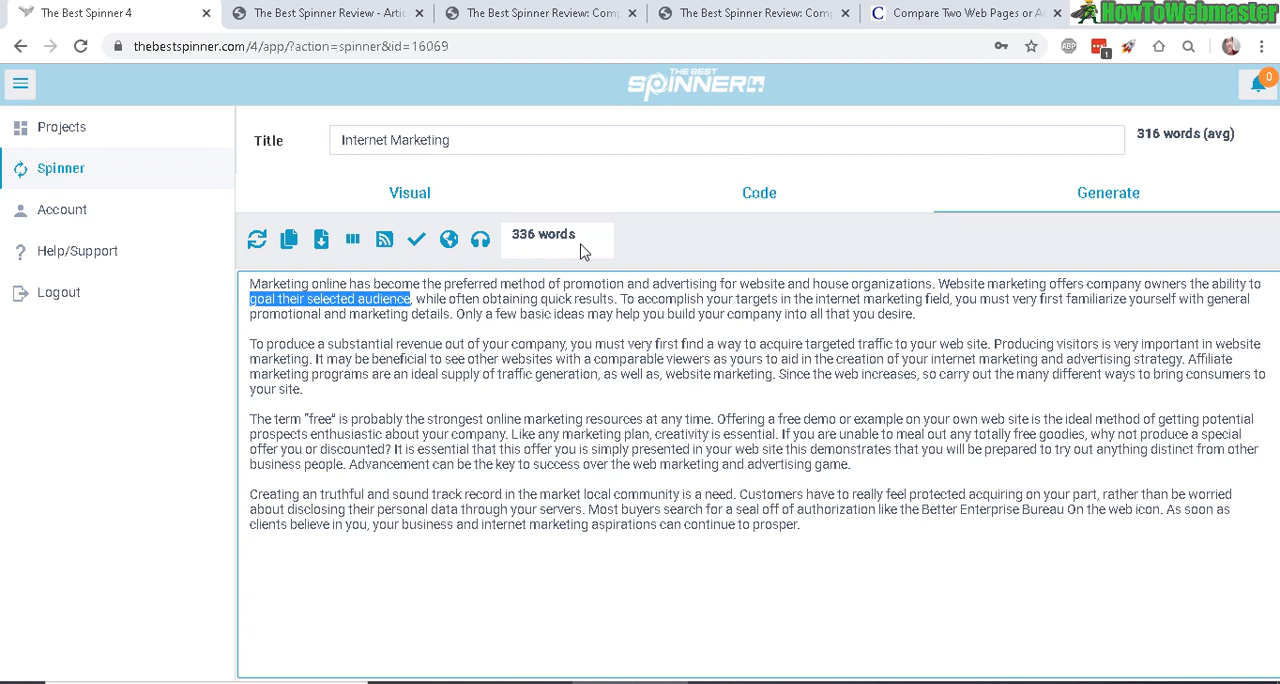 The Best Spinner 4
The Best Spinner Review - Artic
The Best Spinner Review: Comp
The Best Spinner Review: Comp
Compare Two Web Pages or Ar
HowToWebmaster
thebestspinner.com/4/app/?action=spinner&id=16069
ABP
1
THE BEST
SPINNER 4
0
Projects
Spinner
Account
Help/Support
Logout
Title
Internet Marketing
316 words (avg)
Visual
Code
Generate
336 words
Marketing online has become the preferred method of promotion and advertising for website and house organizations. Website marketing offers company owners the ability to
goal their selected audience, while often obtaining quick results. To accomplish your targets in the internet marketing field, you must very first familiarize yourself with general
promotional and marketing details. Only a few basic ideas may help you build your company into all that you desire.
To produce a substantial revenue out of your company, you must very first find a way to acquire targeted traffic to your web site. Producing visitors is very important in website
marketing. It may be beneficial to see other websites with a comparable viewers as yours to aid in the creation of your internet marketing and advertising strategy. Affiliate
marketing programs are an ideal supply of traffic generation, as well as, website marketing. Since the web increases, so carry out the many different ways to bring consumers to
your site.
The term "free" is probably the strongest online marketing resources at any time. Offering a free demo or example on your own web site is the ideal method of getting potential
prospects enthusiastic about your company. Like any marketing plan, creativity is essential. If you are unable to meal out any totally free goodies, why not produce a special
offer you or discounted? It is essential that this offer you is simply presented in your web site this demonstrates that you will be prepared to try out anything distinct from other
business people. Advancement can be the key to success over the web marketing and advertising game.
Creating an truthful and sound track record in the market local community is a need. Customers have to really feel protected acquiring on your part, rather than be worried
about disclosing their personal data through your servers. Most buyers search for a seal off of authorization like the Better Enterprise Bureau On the web icon. As soon as
clients believe in you, your business and internet marketing aspirations can continue to prosper.